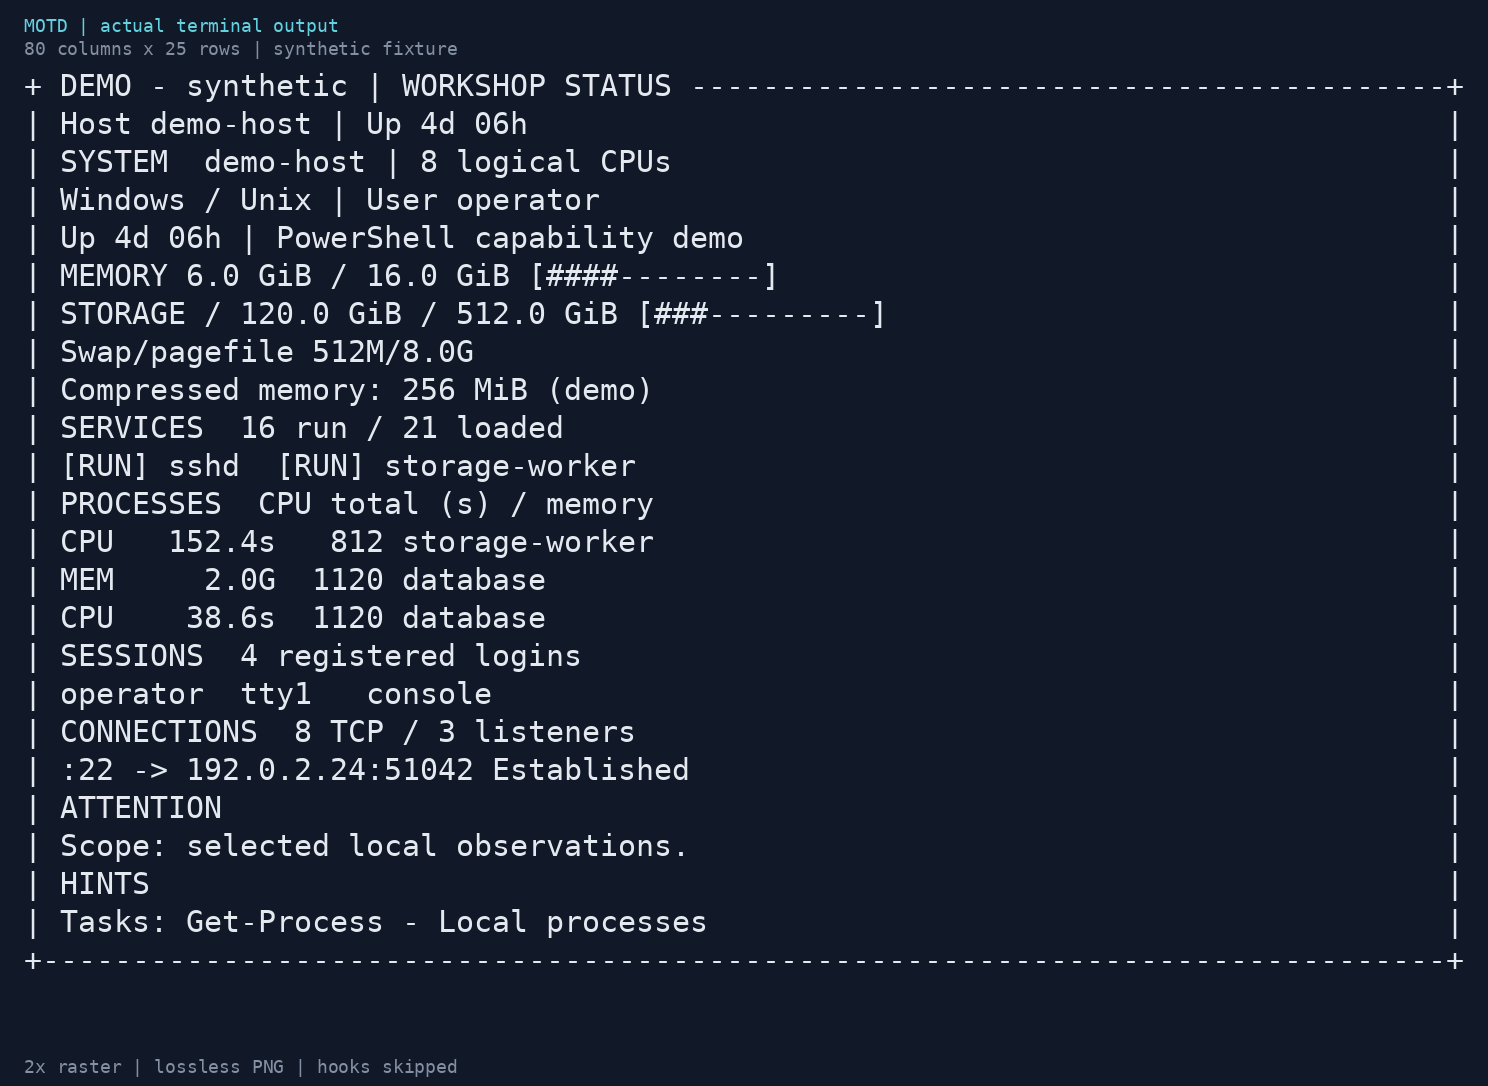 MOTD | actual terminal output
80 columns x 25 rows | synthetic fixture
+ DEMO - synthetic | WORKSHOP STATUS ------------------------------------------+
| Host demo-host | Up 4d 06h                                                   |
| SYSTEM  demo-host | 8 logical CPUs                                           |
| Windows / Unix | User operator                                               |
| Up 4d 06h | PowerShell capability demo                                       |
| MEMORY 6.0 GiB / 16.0 GiB [####--------]                                     |
| STORAGE / 120.0 GiB / 512.0 GiB [###---------]                               |
| Swap/pagefile 512M/8.0G                                                      |
| Compressed memory: 256 MiB (demo)                                            |
| SERVICES  16 run / 21 loaded                                                 |
| [RUN] sshd  [RUN] storage-worker                                             |
| PROCESSES  CPU total (s) / memory                                            |
| CPU   152.4s   812 storage-worker                                            |
| MEM     2.0G  1120 database                                                  |
| CPU    38.6s  1120 database                                                  |
| SESSIONS  4 registered logins                                                |
| operator  tty1   console                                                     |
| CONNECTIONS  8 TCP / 3 listeners                                             |
| :22 -> 192.0.2.24:51042 Established                                          |
| ATTENTION                                                                    |
| Scope: selected local observations.                                          |
| HINTS                                                                        |
| Tasks: Get-Process - Local processes                                         |
+------------------------------------------------------------------------------+
2x raster | lossless PNG | hooks skipped